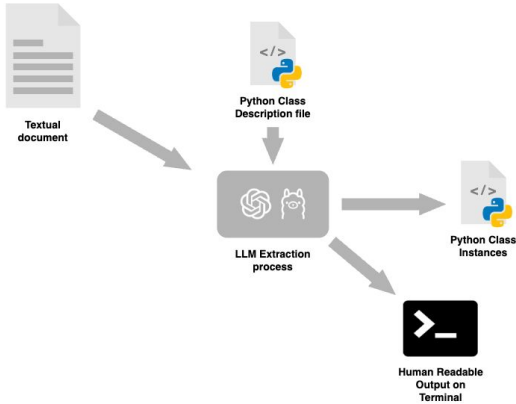 </>
Python Class
Description file
Textual
document
</>
LLM Extraction
process
Python Class
Instances
>_
Human Readable
Output on
Terminal